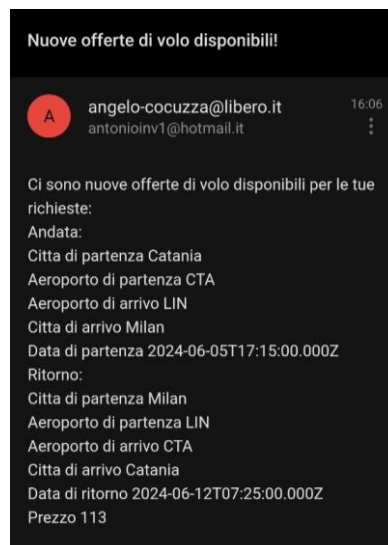 Nuove offerte di volo disponibili!
A
angelo-cocuzza@libero.it
16:06
antonioinv1@hotmail.it
Ci sono nuove offerte di volo disponibili per le tue
richieste:
Andata:
Citta di partenza Catania
Aeroporto di partenza CTA
Aeroporto di arrivo LIN
Citta di arrivo Milan
Data di partenza 2024-06-05T17:15:00.000Z
Ritorno:
Citta di partenza Milan
Aeroporto di partenza LIN
Aeroporto di arrivo CTA
Citta di arrivo Catania
Data di ritorno 2024-06-12T07:25:00.000Z
Prezzo 113